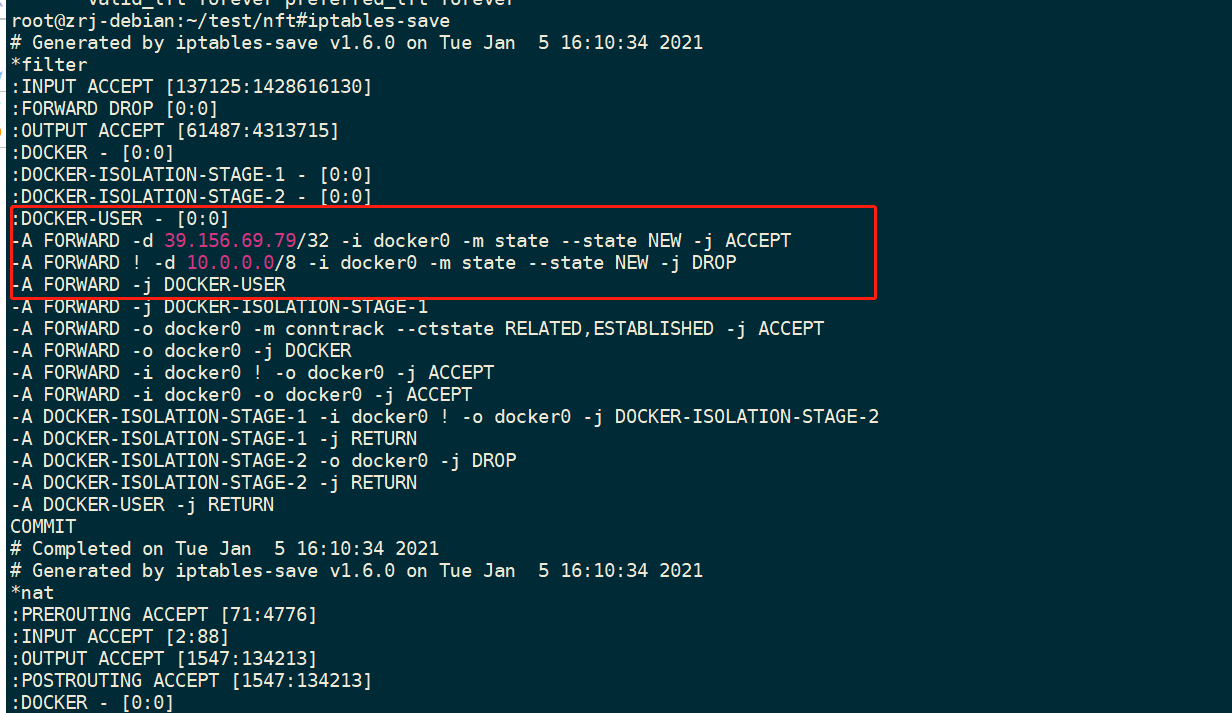 valid_lft forever preferred_lft forever
root@zrj-debian:~/test/nft#iptables-save
# Generated by iptables-save v1.6.0 on Tue Jan  5 16:10:34 2021
*filter
:INPUT ACCEPT [137125:1428616130]
:FORWARD DROP [0:0]
:OUTPUT ACCEPT [61487:4313715]
:DOCKER - [0:0]
:DOCKER-ISOLATION-STAGE-1 - [0:0]
:DOCKER-ISOLATION-STAGE-2 - [0:0]
:DOCKER-USER - [0:0]
-A FORWARD -d 39.156.69.79/32 -i docker0 -m state --state NEW -j ACCEPT
-A FORWARD ! -d 10.0.0.0/8 -i docker0 -m state --state NEW -j DROP
-A FORWARD -j DOCKER-USER
-A FORWARD -j DOCKER-ISOLATION-STAGE-1
-A FORWARD -o docker0 -m conntrack --ctstate RELATED,ESTABLISHED -j ACCEPT
-A FORWARD -o docker0 -j DOCKER
-A FORWARD -i docker0 ! -o docker0 -j ACCEPT
-A FORWARD -i docker0 -o docker0 -j ACCEPT
-A DOCKER-ISOLATION-STAGE-1 -i docker0 ! -o docker0 -j DOCKER-ISOLATION-STAGE-2
-A DOCKER-ISOLATION-STAGE-1 -j RETURN
-A DOCKER-ISOLATION-STAGE-2 -o docker0 -j DROP
-A DOCKER-ISOLATION-STAGE-2 -j RETURN
-A DOCKER-USER -j RETURN
COMMIT
# Completed on Tue Jan  5 16:10:34 2021
# Generated by iptables-save v1.6.0 on Tue Jan  5 16:10:34 2021
*nat
:PREROUTING ACCEPT [71:4776]
:INPUT ACCEPT [2:88]
:OUTPUT ACCEPT [1547:134213]
:POSTROUTING ACCEPT [1547:134213]
:DOCKER - [0:0]